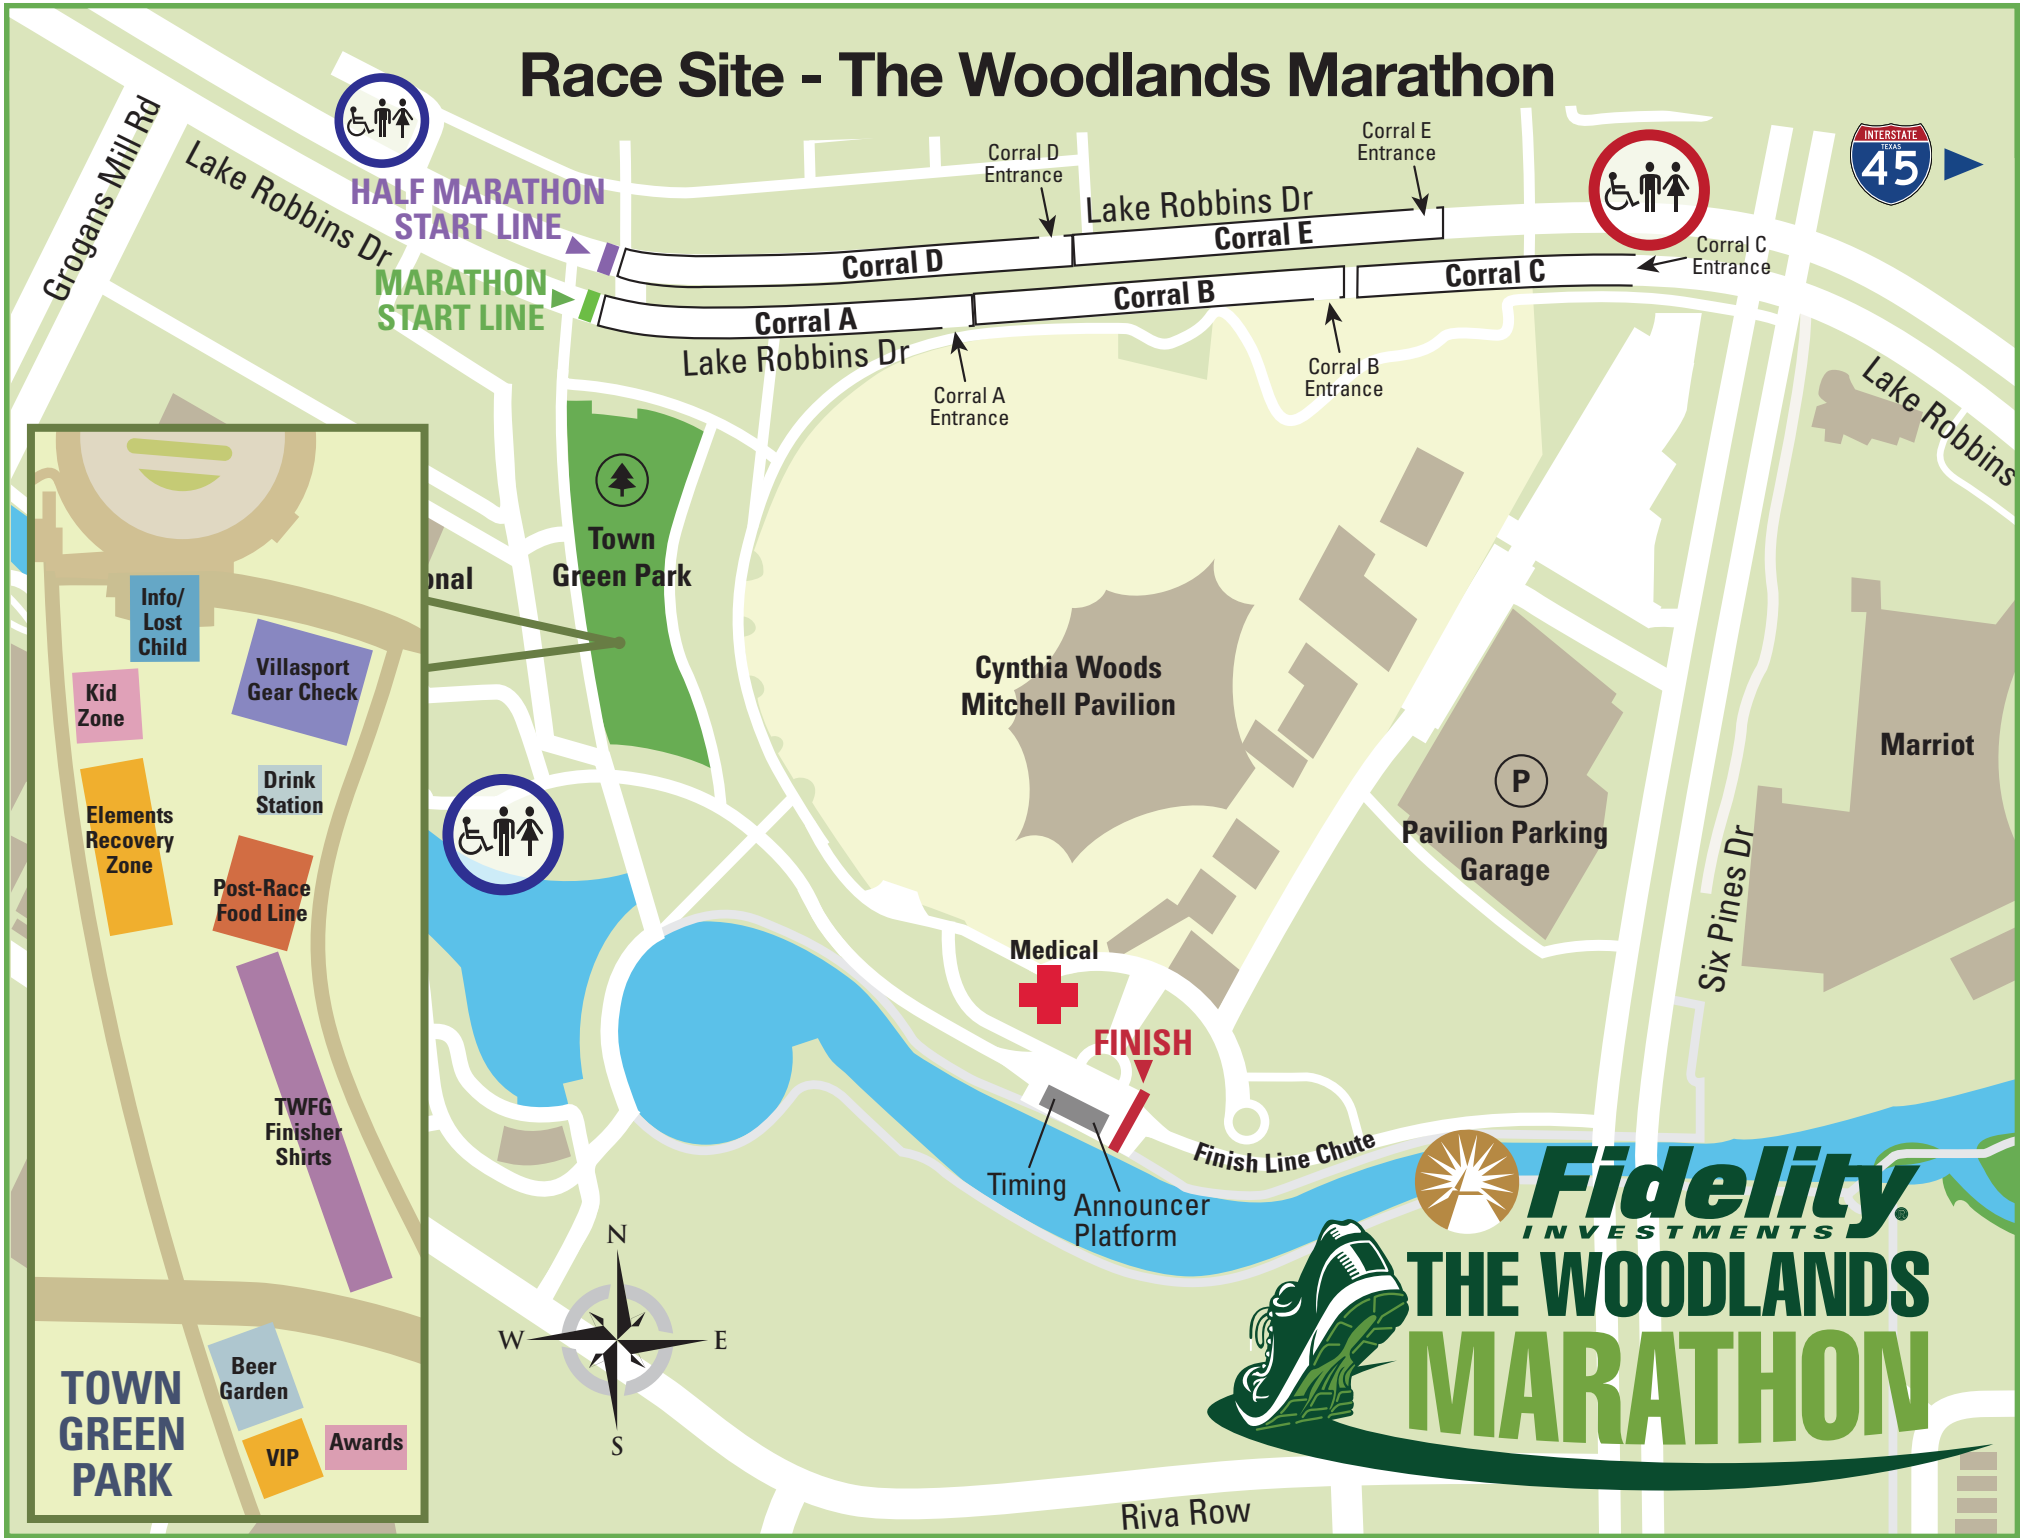 Race Site - The Woodlands Marathon
Grogans Mill Rd
Lake Robbins Dr
HALF MARATHON
START LINE
MARATHON
START LINE
Corral D
Entrance
Corral E
Entrance
Lake Robbins Dr
Corral D
Corral E
Corral A
Corral B
Corral C
Lake Robbins Dr
Corral A
Entrance
Corral B
Entrance
Corral C
Entrance
INTERSTATE
TEXAS
45
Lake Robbins
Town
Green Park
onal
Cynthia Woods
Mitchell Pavilion
P
Pavilion Parking
Garage
Marriot
Six Pines Dr
Medical
FINISH
Timing
Announcer
Platform
Finish Line Chute
Info/
Lost
Child
Villasport
Gear Check
Kid
Zone
Drink
Station
Elements
Recovery
Zone
Post-Race
Food Line
TWFG
Finisher
Shirts
Beer
Garden
VIP
Awards
TOWN
GREEN
PARK
N
W
E
S
Riva Row
Fidelity®
INVESTMENTS
THE WOODLANDS
MARATHON